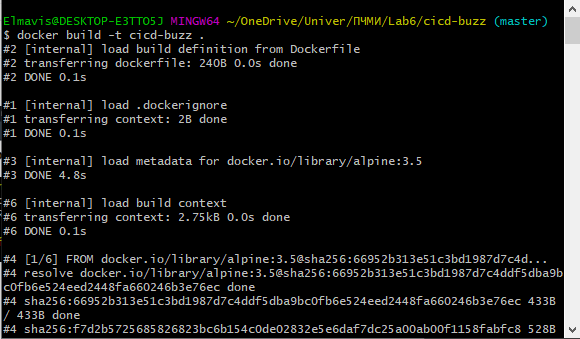 Elmavis@DESKTOP-E3TTO5J MINGW64 ~/OneDrive/Univer/ПЧМИ/Lab6/cicd-buzz (master)
$ docker build -t cicd-buzz .
#2 [internal] load build definition from Dockerfile
#2 transferring dockerfile: 240B 0.0s done
#2 DONE 0.1s
#1 [internal] load .dockerignore
#1 transferring context: 2B done
#1 DONE 0.1s
#3 [internal] load metadata for docker.io/library/alpine:3.5
#3 DONE 4.8s
#6 [internal] load build context
#6 transferring context: 2.75kB 0.0s done
#6 DONE 0.1s
#4 [1/6] FROM docker.io/library/alpine:3.5@sha256:66952b313e51c3bd1987d7c4d...
#4 resolve docker.io/library/alpine:3.5@sha256:66952b313e51c3bd1987d7c4ddf5dba9b
c0fb6e524eed2448fa660246b3e76ec done
#4 sha256:66952b313e51c3bd1987d7c4ddf5dba9bc0fb6e524eed2448fa660246b3e76ec 433B
/ 433B done
#4 sha256:f7d2b5725685826823bc6b154c0de02832e5e6daf7dc25a00ab00f1158fabfc8 528B